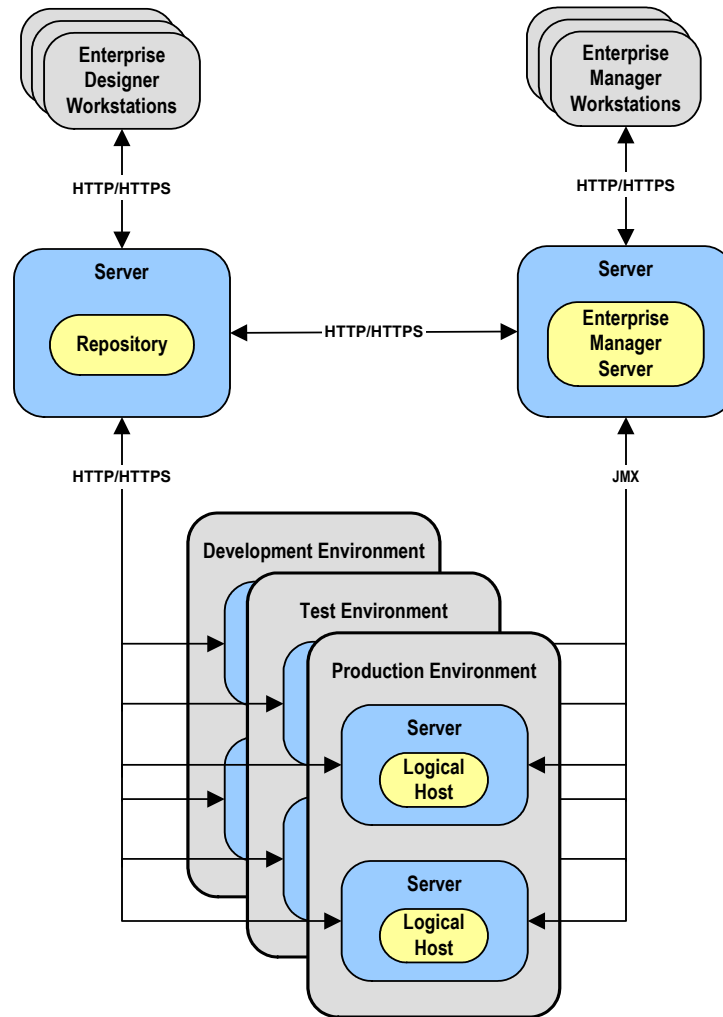 Enterprise
Designer
Workstations
Enterprise
Manager
Workstations
HTTP/HTTPS
HTTP/HTTPS
Server
Repository
HTTP/HTTPS
Server
Enterprise
Manager
Server
HTTP/HTTPS
JMX
Development Environment
Test Environment
Production Environment
Server
Logical
Host
Server
Logical
Host